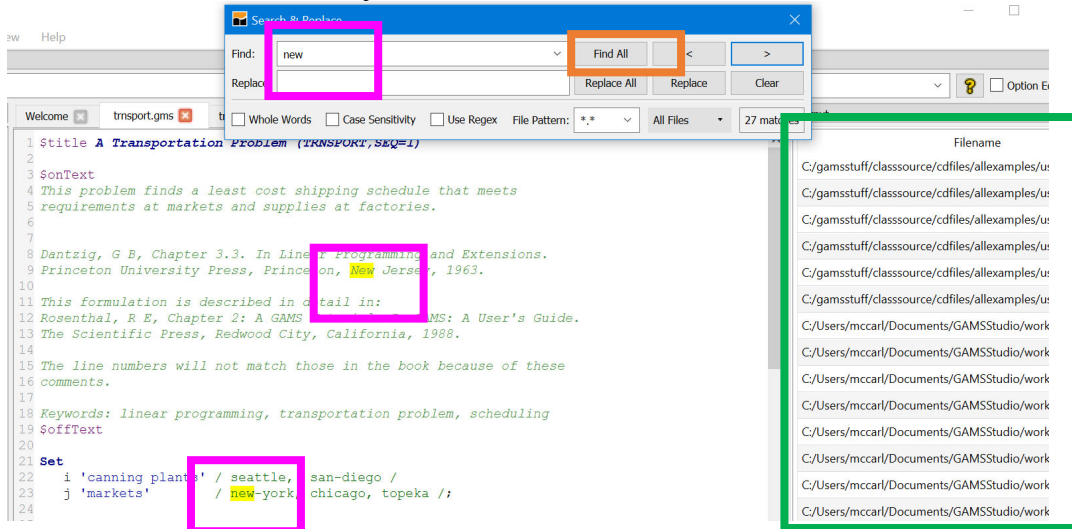 Search & Replace
ew Help
Find: new Find All < >
Replace Replace All Replace Clear
Option E
Whole Words Case Sensitivity Use Regex File Pattern: *.* All Files 27 matches
Welcome trnsport.gms
1 $title A Transportation Problem (TRNSPORT,SEQ=1)
Filename
2
3 $onText
4 This problem finds a least cost shipping schedule that meets
5 requirements at markets and supplies at factories.
6
7
8 Dantzig, G B, Chapter 3.3. In Linear Programming and Extensions.
9 Princeton University Press, Princeton, New Jersey, 1963.
10
11 This formulation is described in detail in:
12 Rosenthal, R E, Chapter 2: A GAMS User's Guide.
13 The Scientific Press, Redwood City, California, 1988.
14
15 The line numbers will not match those in the book because of these
16 comments.
17
18 Keywords: linear programming, transportation problem, scheduling
19 $offText
20
21 Set
22 i 'canning plants' / seattle, san-diego /
23 j 'markets' / new-york, chicago, topeka /;
24
C:/gamsstuff/classsource/cdfiles/allexamples/us
C:/gamsstuff/classsource/cdfiles/allexamples/us
C:/gamsstuff/classsource/cdfiles/allexamples/us
C:/gamsstuff/classsource/cdfiles/allexamples/us
C:/gamsstuff/classsource/cdfiles/allexamples/us
C:/gamsstuff/classsource/cdfiles/allexamples/us
C:/Users/mccarl/Documents/GAMSStudio/work
C:/Users/mccarl/Documents/GAMSStudio/work
C:/Users/mccarl/Documents/GAMSStudio/work
C:/Users/mccarl/Documents/GAMSStudio/work
C:/Users/mccarl/Documents/GAMSStudio/work
C:/Users/mccarl/Documents/GAMSStudio/work
C:/Users/mccarl/Documents/GAMSStudio/work
C:/Users/mccarl/Documents/GAMSStudio/work